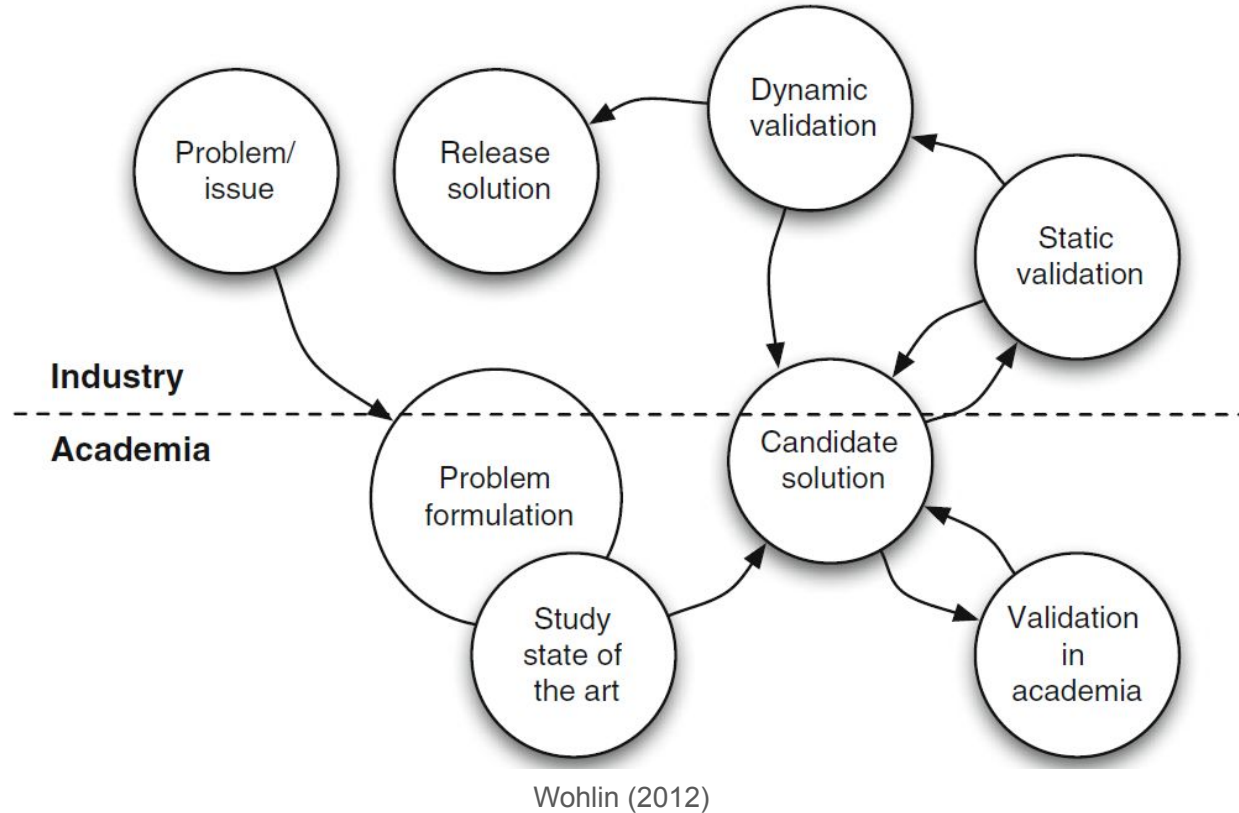 Problem/
issue
Release
solution
Dynamic
validation
Static
validation
Industry
Academia
Problem
formulation
Candidate
solution
Study
state of
the art
Validation
in
academia
Wohlin (2012)